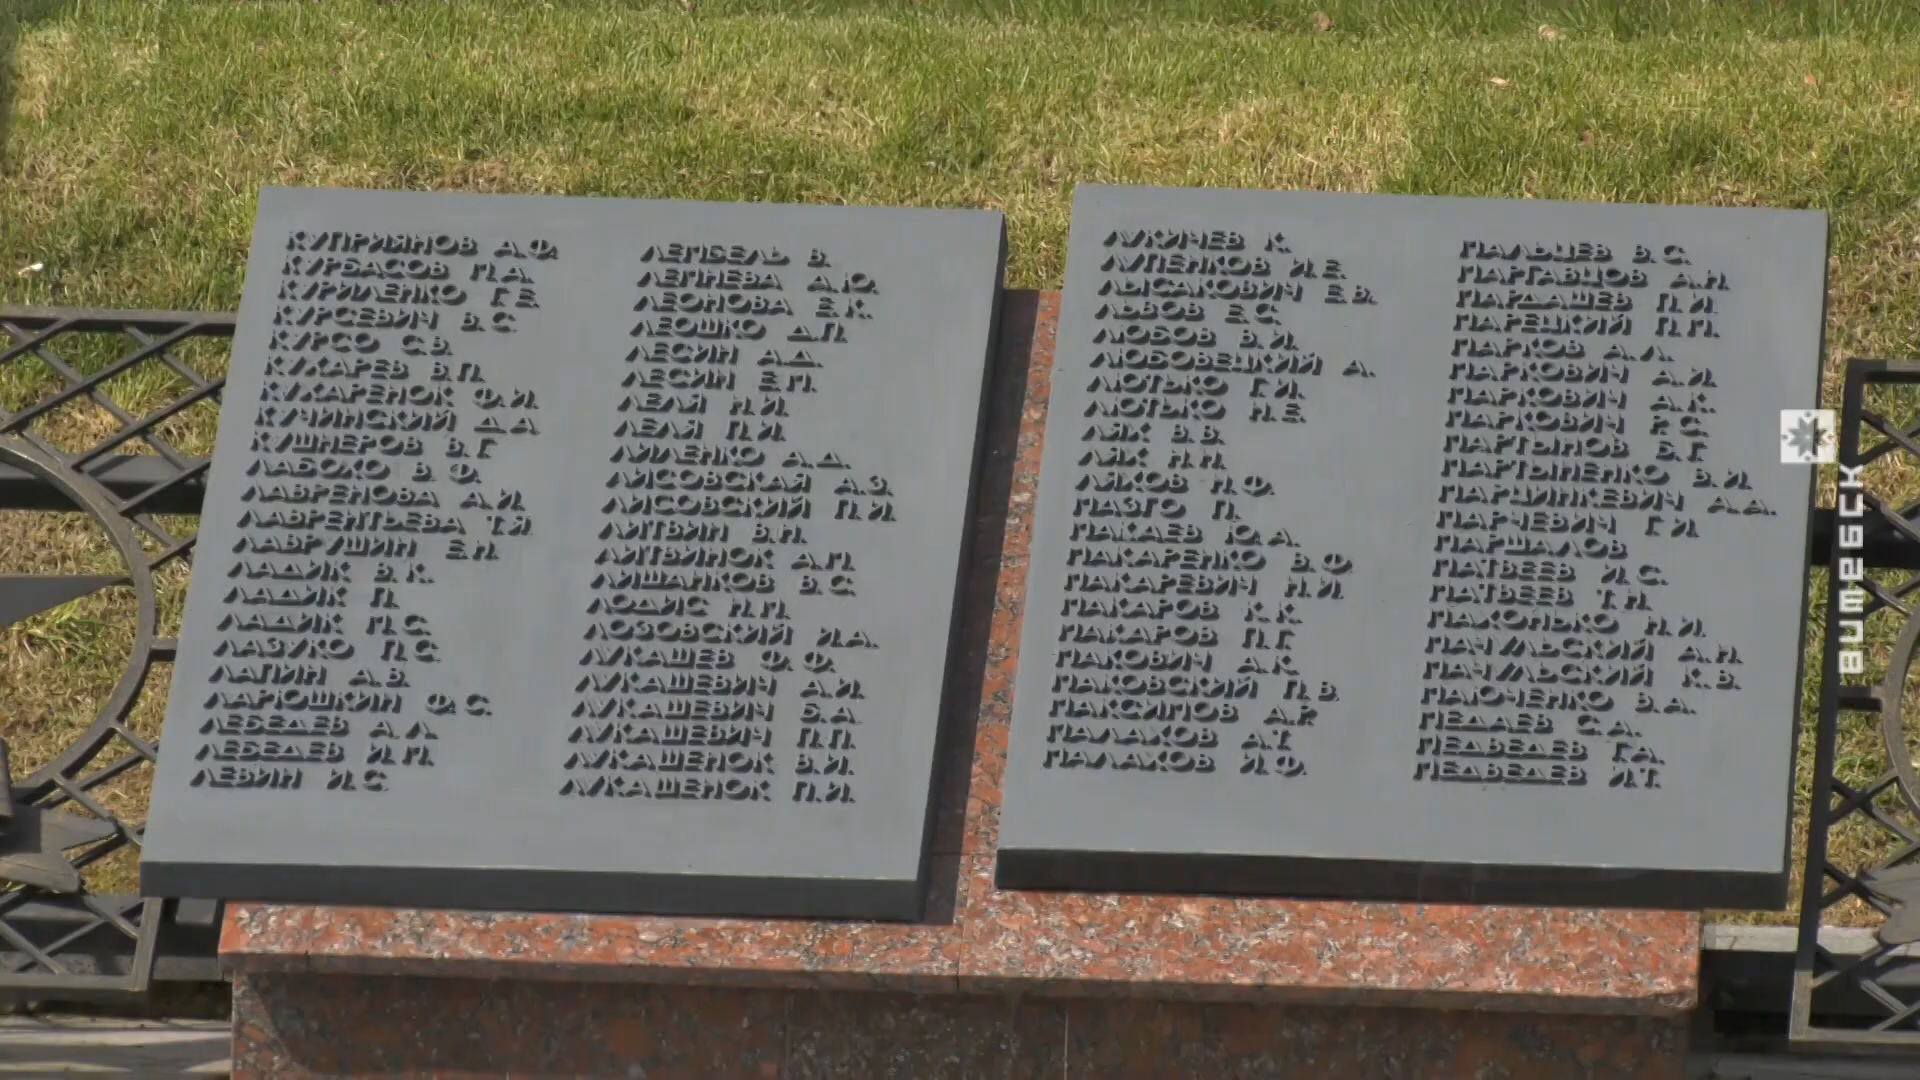 КУПРИЯНОВ А.Ф.
КУРБАСОВ М.А.
КУРИЛЕНКО Г.Е.
КУРСЕВИЧ В.С.
КУРСО С.В.
КУХАРЕВ В.П.
КУХАРЕНОК Ф.И.
КУЧИНСКИЙ Д.А.
КУШНЕРОВ В.Г.
ЛАБОХО В.Ф.
ЛАВРЕНОВА А.И.
ЛАВРЕНТЬЕВА Т.Я.
ЛАВРУШИН Е.Н.
ЛАДИК В.К.
ЛАДИК П.
ЛАДИК М.С.
ЛАЗУКО П.С.
ЛАПИН А.В.
ЛАРЮШКИН Ф.С.
ЛЕБЕДЕВ А.Л.
ЛЕБЕДЕВ И.М.
ЛЕВИН И.С.
ЛЕМБЕЛЬ В.
ЛЕМНЕВА А.Ю.
ЛЕОНОВА Е.К.
ЛЕОШКО Д.П.
ЛЕСИН А.Д.
ЛЕСИН Е.М.
ЛЕЛЯ Н.И.
ЛЕЛЯ П.И.
ЛИЛЕНКО А.Д.
ЛИСОВСКАЯ А.З.
ЛИСОВСКИЙ П.И.
ЛИТВИН В.Н.
ЛИТВИНОК А.М.
ЛИШАНКОВ В.С.
ЛОДИС Н.М.
ЛОЗОВСКИЙ И.А.
ЛУКАШЕВ Ф.Ф.
ЛУКАШЕВИЧ А.И.
ЛУКАШЕВИЧ Б.А.
ЛУКАШЕВИЧ П.П.
ЛУКАШЕНОК В.И.
ЛУКАШЕНОК П.И.
ЛУКИЧЕВ К.
ЛУПЕНКОВ И.Е.
ЛЫСАКОВИЧ Е.В.
ЛЬВОВ Е.С.
ЛЮБОВ В.И.
ЛЮБОВЕЦКИЙ А.
ЛЮТЬКО Г.И.
ЛЮТЬКО Н.Е.
ЛЯХ В.В.
ЛЯХ Н.Н.
ЛЯХОВ Н.Ф.
МАЗГО П.
МАКАЕВ Ю.А.
МАКАРЕНКО В.Ф.
МАКАРЕВИЧ Н.И.
МАКАРОВ К.К.
МАКАРОВ П.Г.
МАКОВИЧ А.К.
МАКОВСКИЙ П.В.
МАКСИМОВ А.Р.
МАЛАХОВ А.Т.
МАЛАХОВ И.Ф.
МАЛЬЦЕВ В.С.
МАРГАВЦОВ А.Н.
МАРДАШЕВ П.И.
МАРЕЦКИЙ П.М.
МАРКОВ А.Л.
МАРКОВИЧ А.И.
МАРКОВИЧ А.К.
МАРКОВИЧ Р.С.
МАРТЫНОВ Б.Г.
МАРТЫНЕНКО В.И.
МАРЦИНКЕВИЧ А.А.
МАРЧЕВИЧ Г.И.
МАРШАЛОВ
МАТВЕЕВ И.С.
МАТВЕЕВ Т.Н.
МАХОНЬКО Н.И.
МАЧУЛЬСКИЙ А.Н.
МАЧУЛЬСКИЙ К.В.
МАЮЧЕНКО В.А.
МЕДАЕВ С.А.
МЕДВЕДЕВ Г.А.
МЕДВЕДЕВ И.Т.
ВИТЕБСК